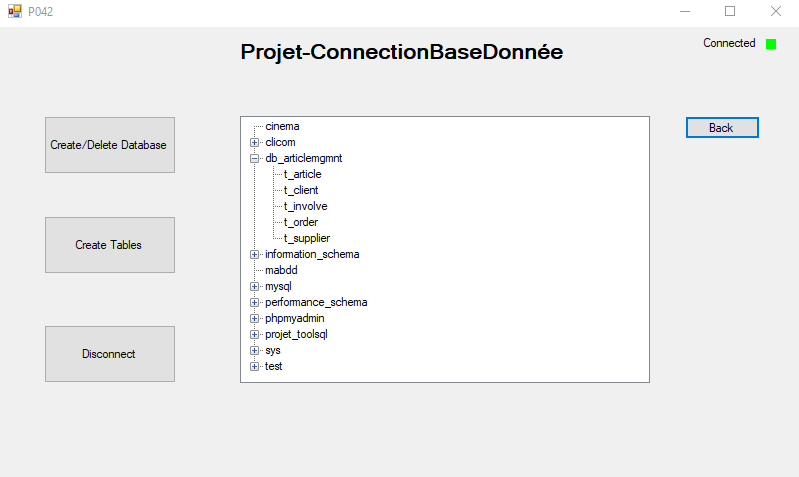 P042
Projet-ConnectionBaseDonnée
Connected
Create/Delete Database
Create Tables
Disconnect
cinema
clicom
db_articlemgmnt
t_article
t_client
t_involve
t_order
t_supplier
information_schema
mabdd
mysql
performance_schema
phpmyadmin
projet_toolsql
sys
test
Back